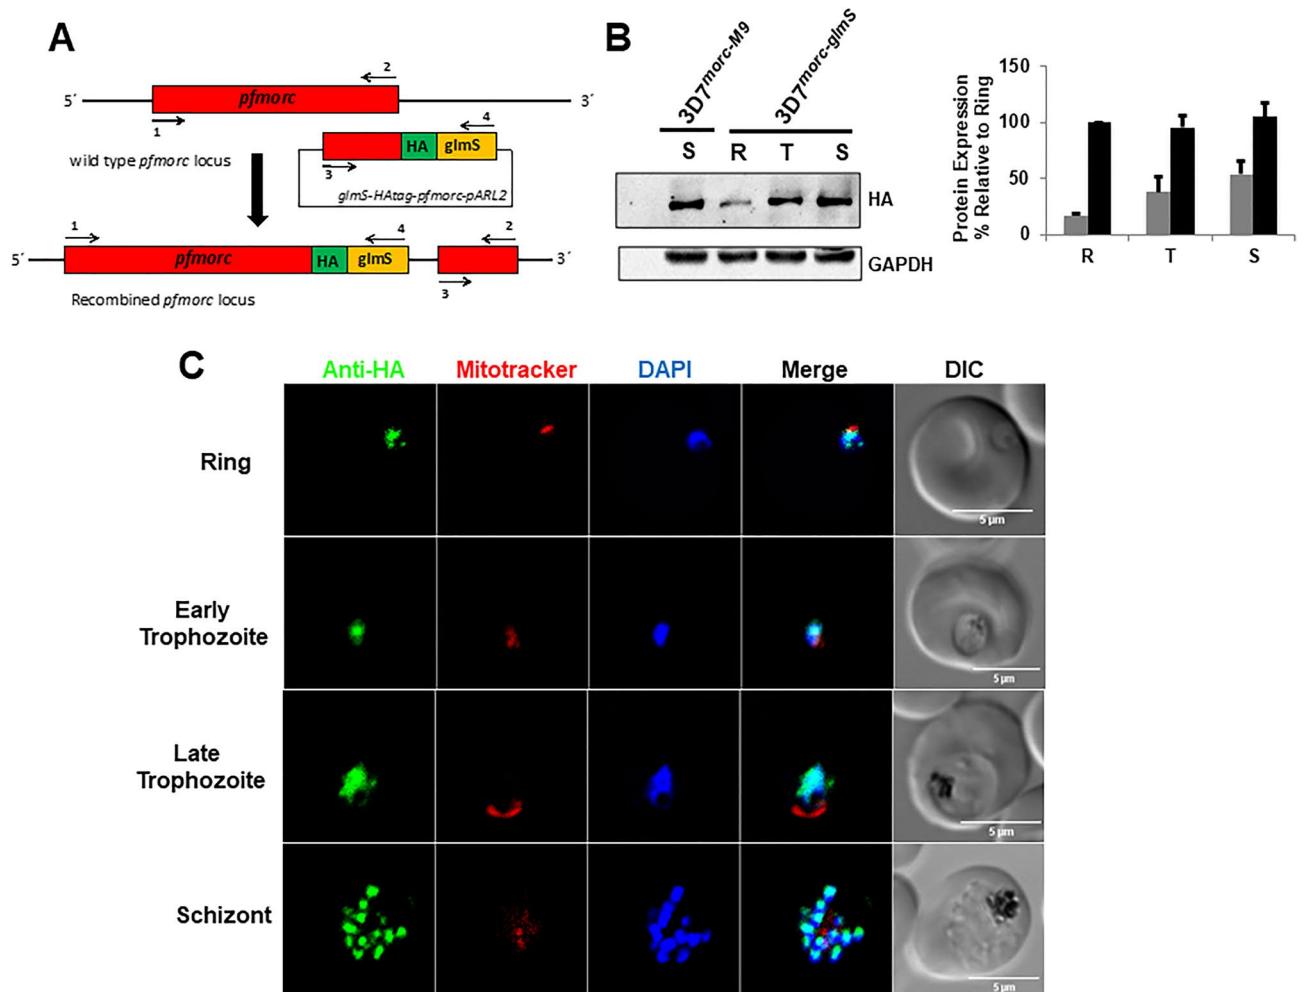 A
2
5´
pfmorc
3´
1
4
HA
glmS
wild type pfmorc locus
3
glmS-HAtag-pfmorc-pARL2
1
4
2
5´
pfmorc
HA
glmS
3´
3
Recombined pfmorc locus
B
3D7morc-M9
3D7morc-glmS
S R T S
HA
GAPDH
Protein Expression
% Relative to Ring
150
100
50
0
R T S
C
Anti-HA Mitotracker DAPI Merge DIC
Ring
5 µm
Early
Trophozoite
5 µm
Late
Trophozoite
5 µm
Schizont
5 µm